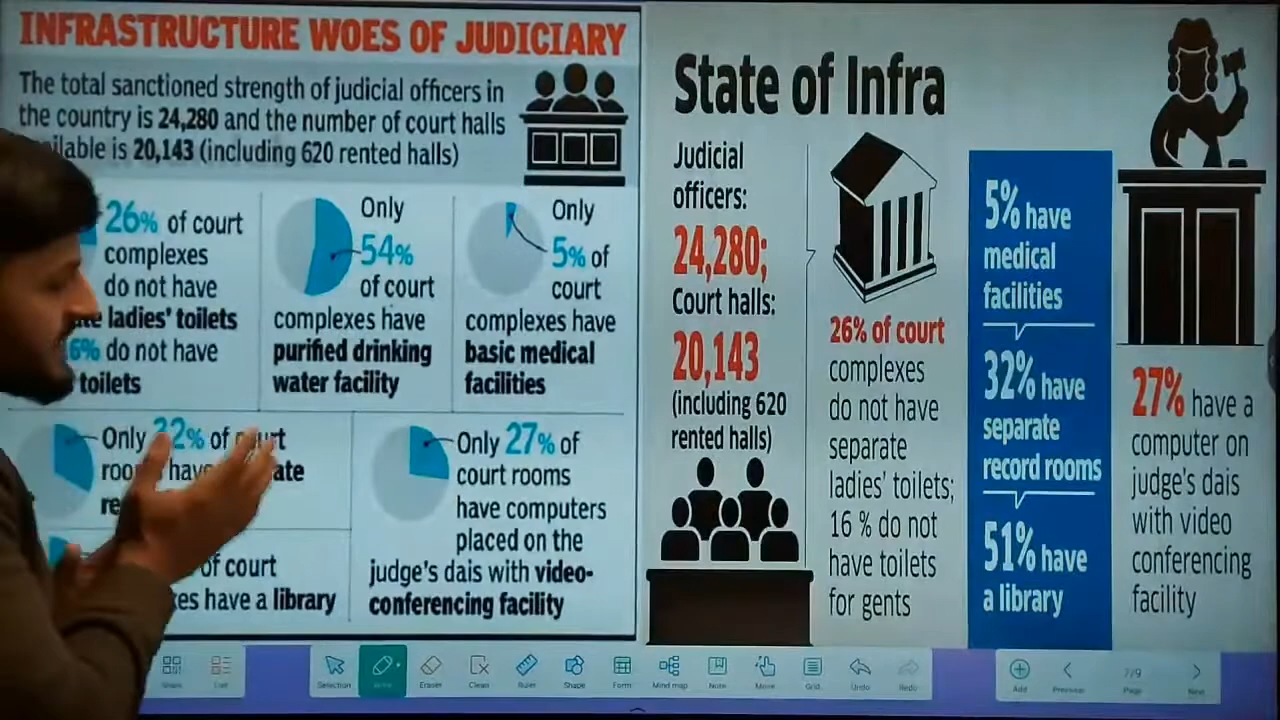 INFRASTRUCTURE WOES OF JUDICIARY
The total sanctioned strength of judicial officers in
the country is 24,280 and the number of court halls
is 20,143 (including 620 rented halls)
26% of court
complexes
do not have
ladies' toilets
do not have
toilets
Only
54%
of court
complexes have
purified drinking
water facility
Only
5% of
court
complexes have
basic medical
facilities
Only 32% of court
have
Only 27% of
court rooms
have computers
placed on the
judge's dais with video-
conferencing facility
of court
have a library
State of Infra
Judicial
officers:
24,280;
Court halls:
20,143
(including 620
rented halls)
26% of court
complexes
do not have
separate
ladies' toilets;
16 % do not
have toilets
for gents
5% have
medical
facilities
32% have
separate
record rooms
51% have
a library
27% have a
computer on
judge's dais
with video
conferencing
facility
Share
Selection
Write
Eraser
Clean
Ruler
Shape
Form
Mind map
Note
Move
Grid
Undo
Redo
Add
Previous
7/9
Page
Next